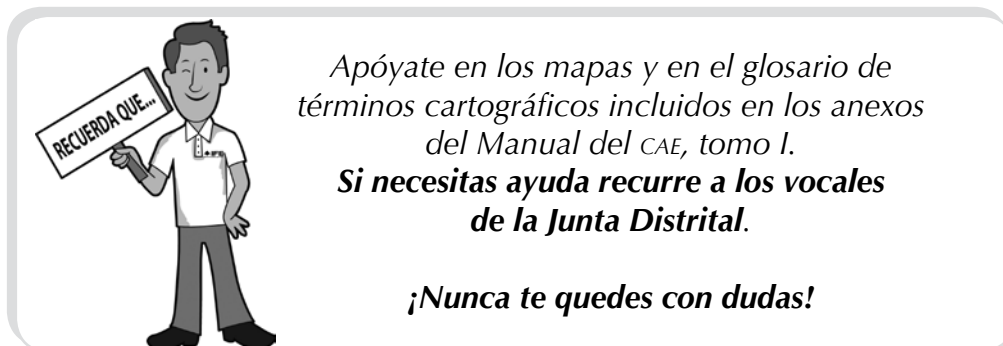 RECUERDA QUE...
Apóyate en los mapas y en el glosario de
términos cartográficos incluidos en los anexos
del Manual del CAE, tomo I.
Si necesitas ayuda recurre a los vocales
de la Junta Distrital.
¡Nunca te quedes con dudas!